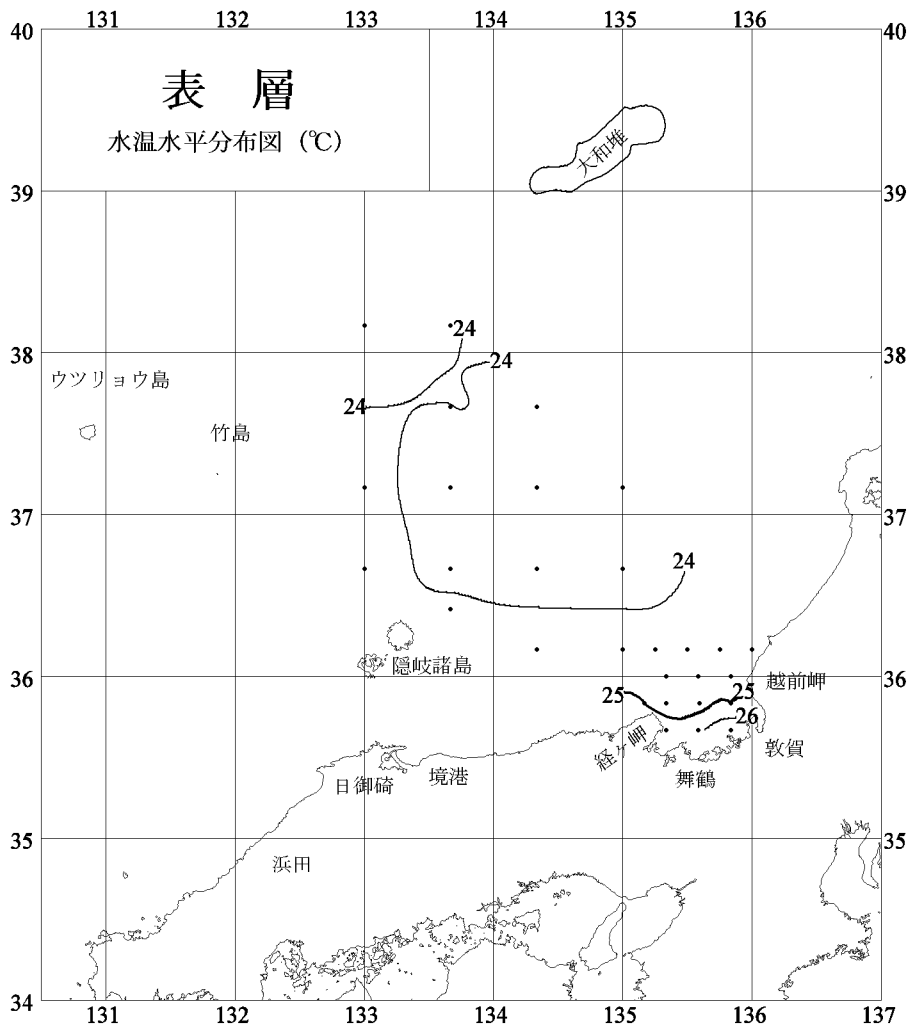 131 132 133 134 135 136
40 40
表 層
水温水平分布図 (℃)
大和堆
39 39
24
38 24 38
ウツリョウ島
24
竹島
37 37
24
隠岐諸島
36 越前岬 36
25 25
26
経ヶ岬 敦賀
日御碕 境港 舞鶴
35 35
浜田
34
131 132 133 134 135 136 137